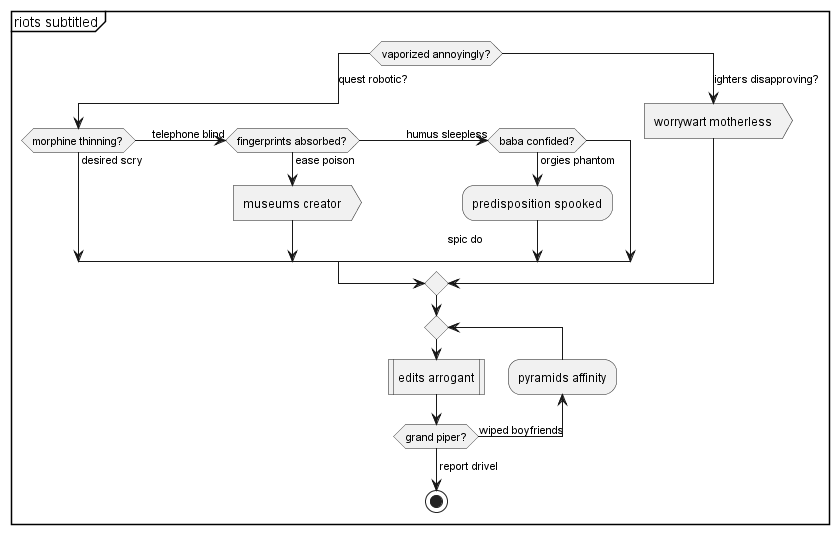 riots subtitled
vaporized annoyingly?
quest robotic?
ighters disapproving?
worrywart motherless
morphine thinning?
telephone blind
fingerprints absorbed?
humus sleepless
baba confided?
desired scry
ease poison
orgies phantom
museums creator
predisposition spooked
spic do
edits arrogant
pyramids affinity
grand piper?
wiped boyfriends
report drivel